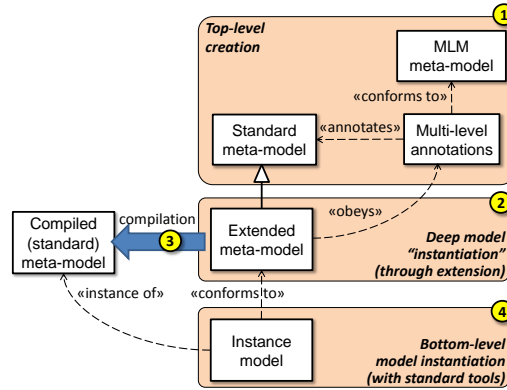 1
Top-level
creation
MLM
meta-model
«conforms to»
Standard
meta-model
«annotates»
Multi-level
annotations
2
Compiled
(standard)
meta-model
compilation
3
Extended
meta-model
«obeys»
Deep model
“instantiation”
(through extension)
«instance of»
«conforms to»
4
Instance
model
Bottom-level
model instantiation
(with standard tools)